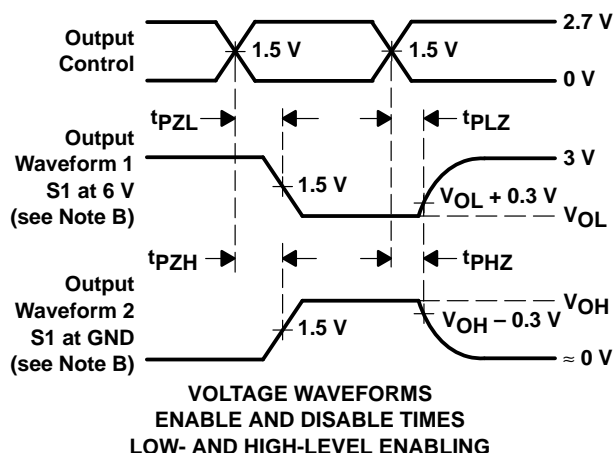 Output
Control
1.5 V
1.5 V
2.7 V
0 V
tPZL
tPLZ
Output
Waveform 1
S1 at 6 V
(see Note B)
1.5 V
3 V
VOL + 0.3 V
VOL
tPZH
tPHZ
Output
Waveform 2
S1 at GND
(see Note B)
1.5 V
VOH
VOH − 0.3 V
≈ 0 V
VOLTAGE WAVEFORMS
ENABLE AND DISABLE TIMES
LOW- AND HIGH-LEVEL ENABLING